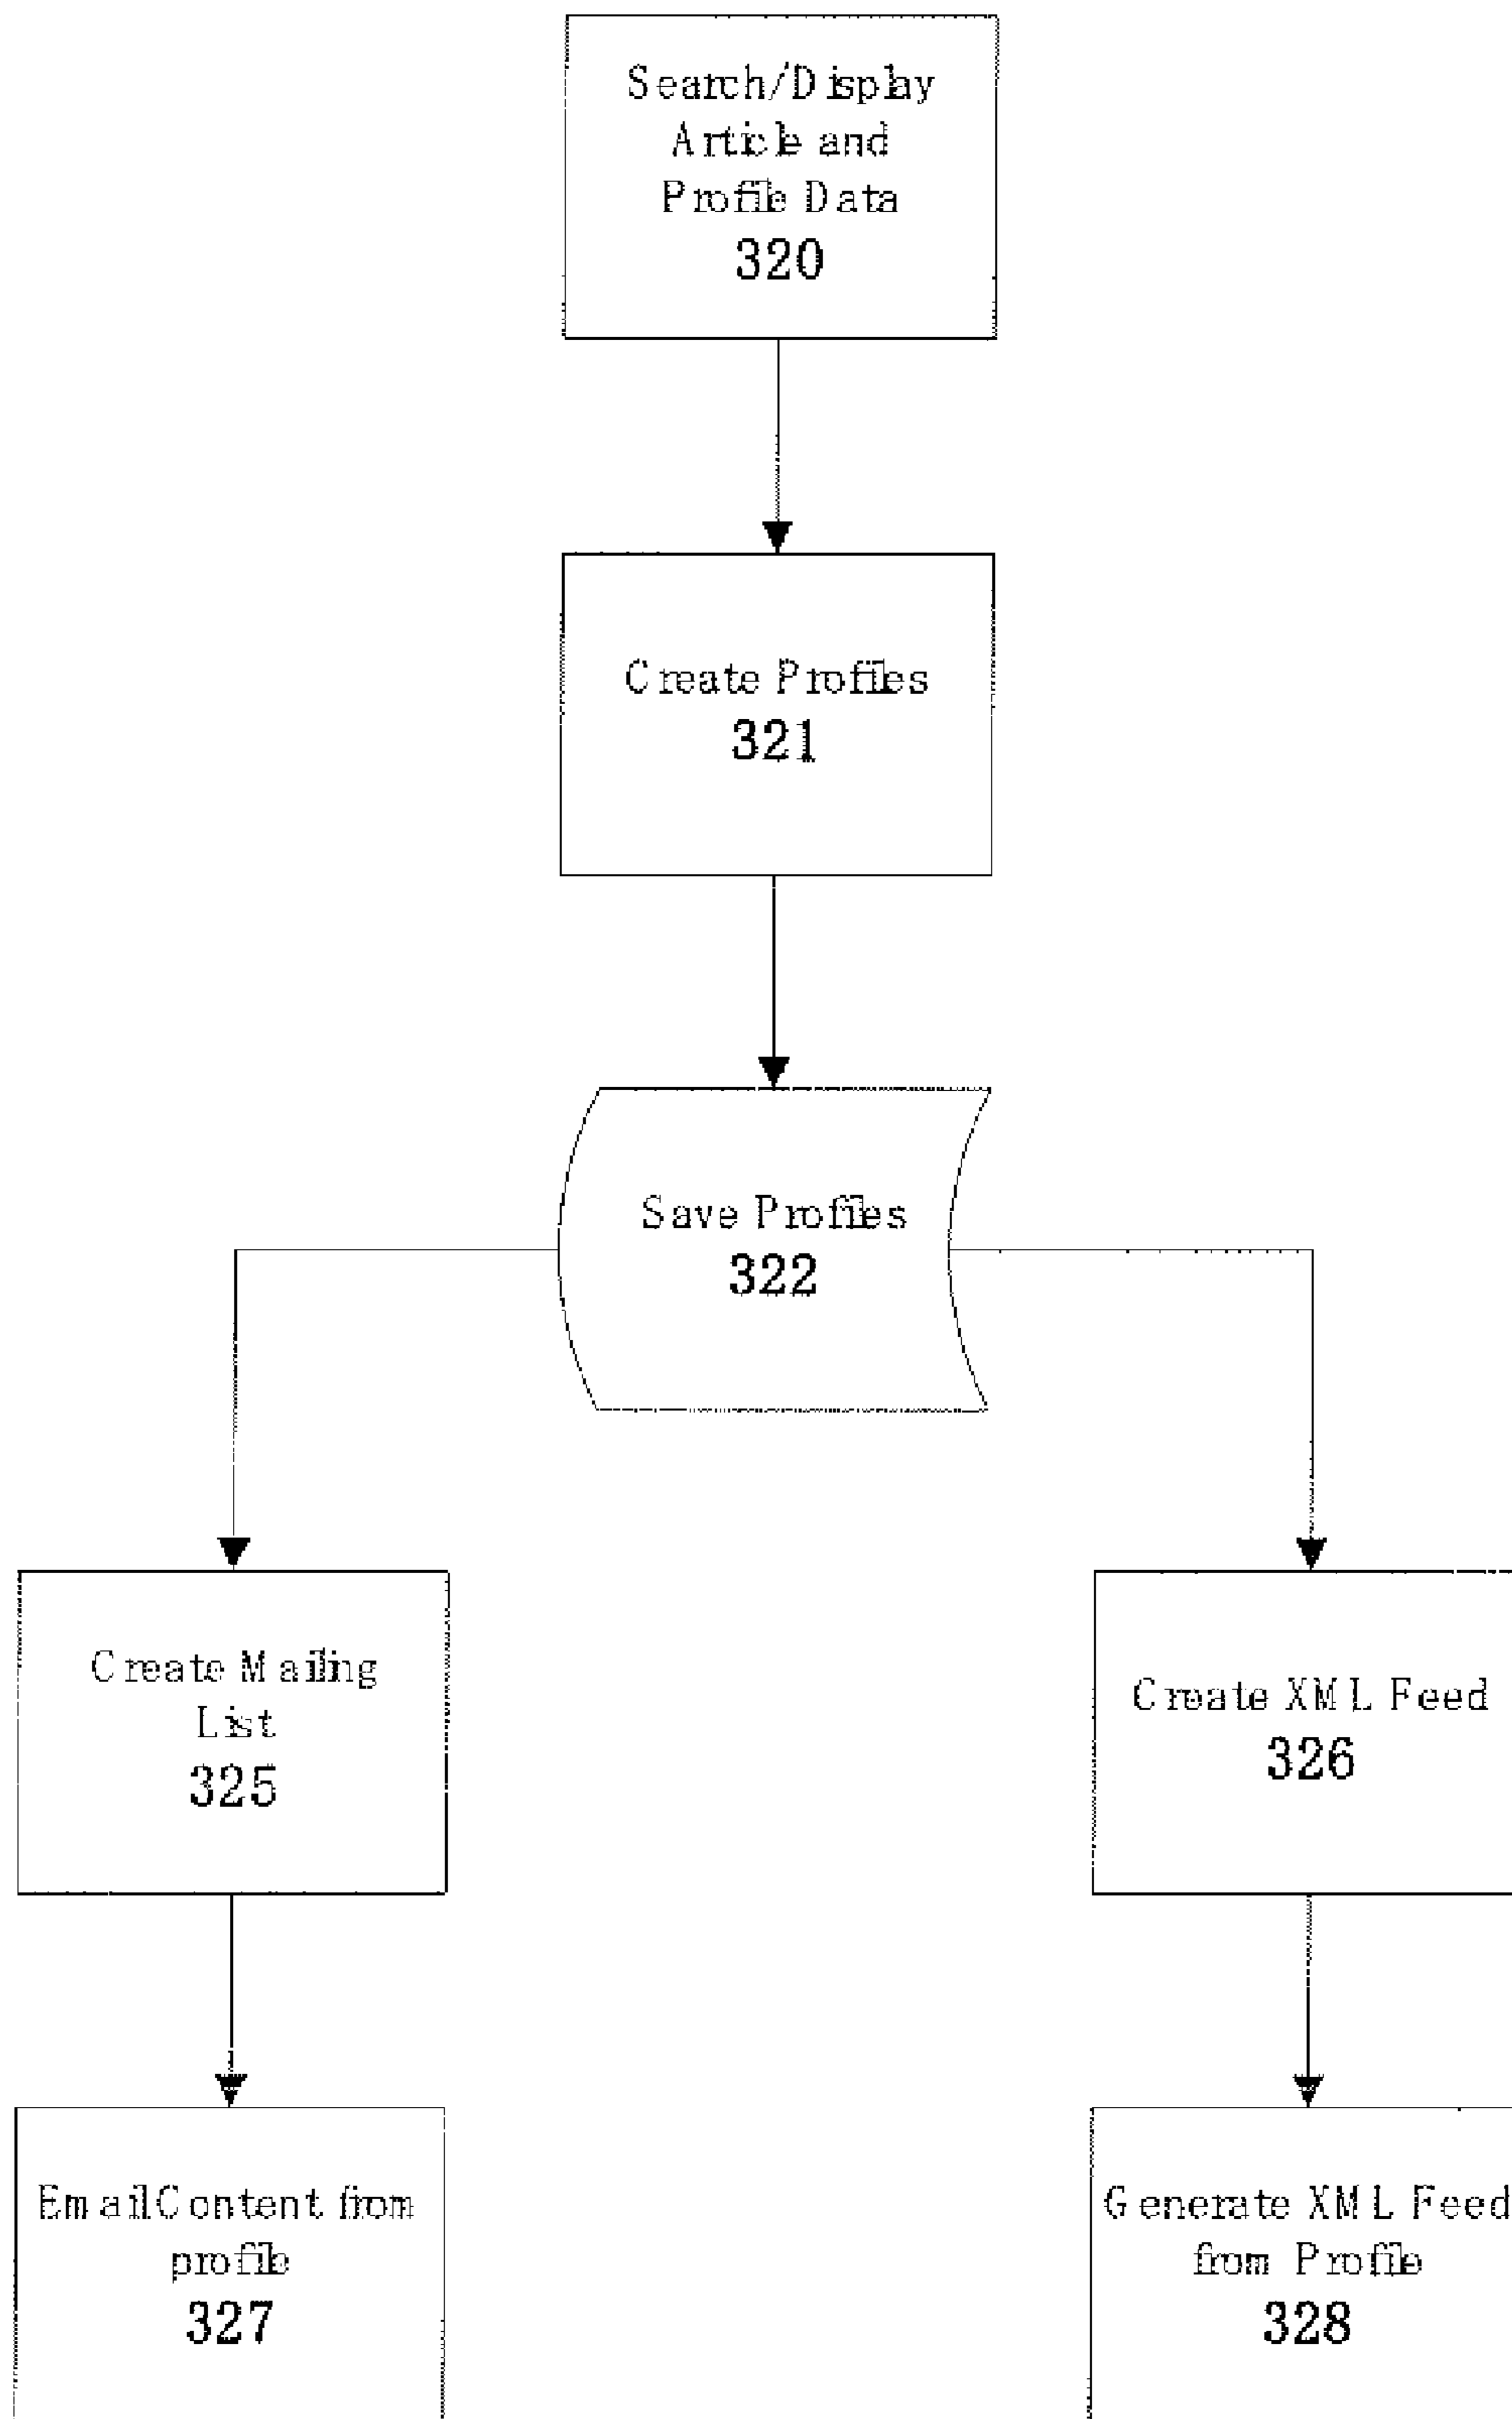 Search/Display
Article and
Profile Data
320
Create Profiles
321
Save Profiles
322
Create Mailing
List
325
Create XML Feed
326
Email Content from
profile
327
Generate XML Feed
from Profile
328